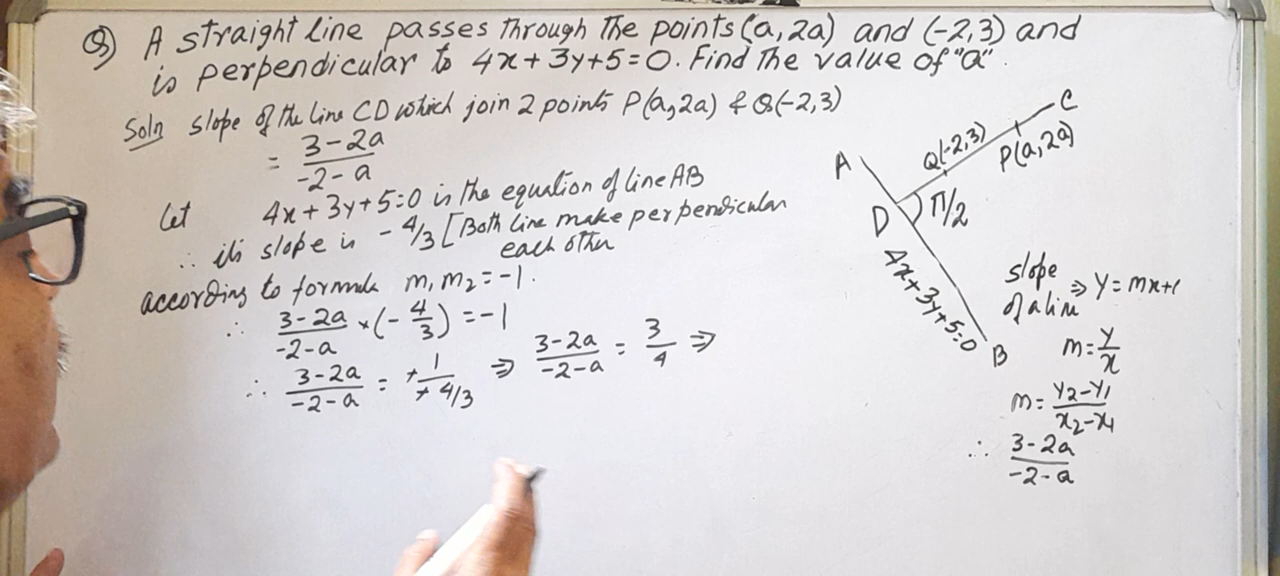 Q) A straight line passes through the points (a, 2a) and (-2,3) and
is perpendicular to 4x+3y+5=0. Find the value of "a".
Soln slope of the line CD which join 2 points P(a,2a) & Q(-2,3)
= 3-2a / -2-a
Let 4x+3y+5=0 is the equation of line AB
∴ its slope is -4/3 [Both line make perpendicular
each other
according to formula m₁m₂=-1.
∴ 3-2a / -2-a × (-4/3) = -1
∴ 3-2a / -2-a = +1 / +4/3 ⇒ 3-2a / -2-a = 3/4 ⇒
A
C
Q(-2,3)
P(a,2a)
D
π/2
4x+3y+5=0
B
slope
of a line ⇒ y=mx+c
m= y/x
m= y₂-y₁ / x₂-x₁
∴ 3-2a / -2-a